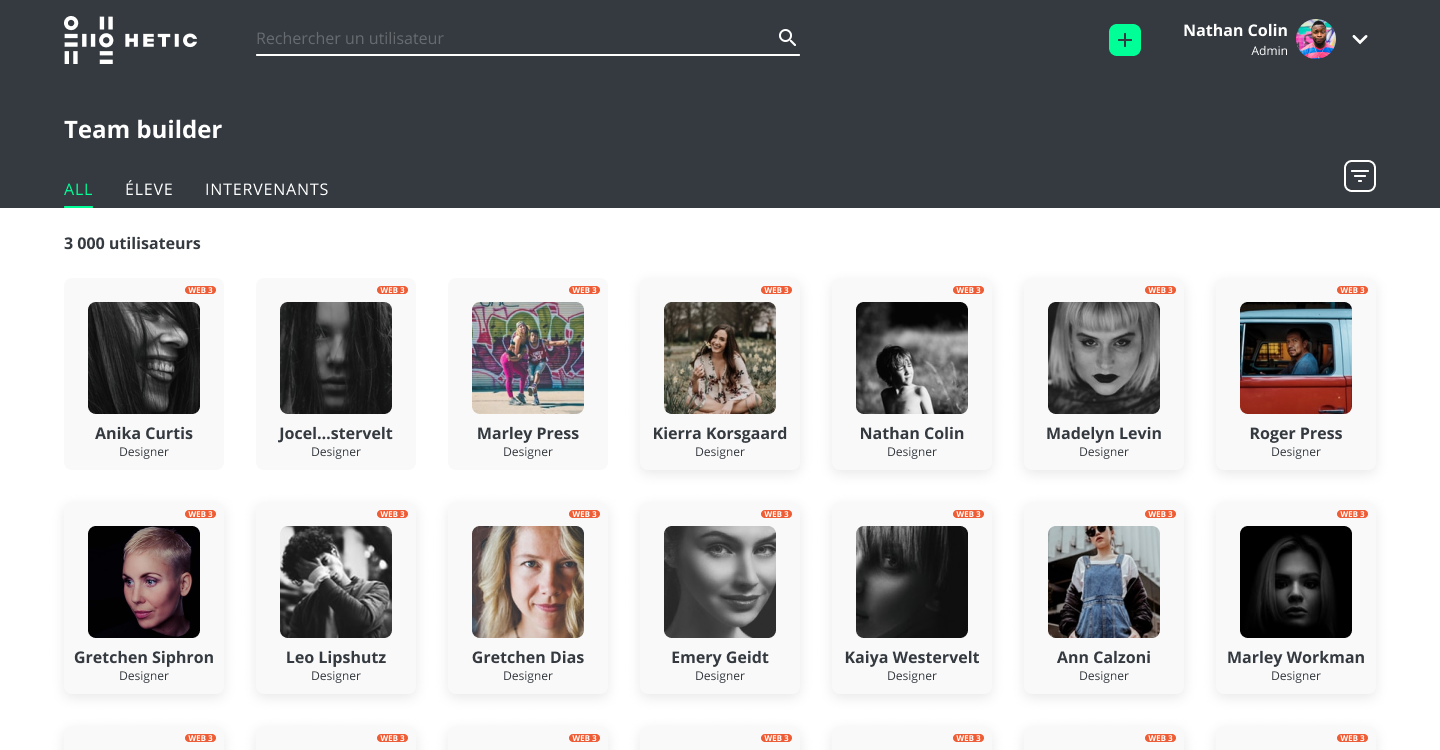 HETIC
Rechercher un utilisateur
Nathan Colin
Admin
Team builder
ALL ÉLEVE INTERVENANTS
3 000 utilisateurs
WEB 3 WEB 3 WEB 3 WEB 3 WEB 3 WEB 3 WEB 3
Anika Curtis Jocel...stervelt Marley Press Kierra Korsgaard Nathan Colin Madelyn Levin Roger Press
Designer Designer Designer Designer Designer Designer Designer
WEB 3 WEB 3 WEB 3 WEB 3 WEB 3 WEB 3 WEB 3
Gretchen Siphron Leo Lipshutz Gretchen Dias Emery Geidt Kaiya Westervelt Ann Calzoni Marley Workman
Designer Designer Designer Designer Designer Designer Designer
WEB 3 WEB 3 WEB 3 WEB 3 WEB 3 WEB 3 WEB 3